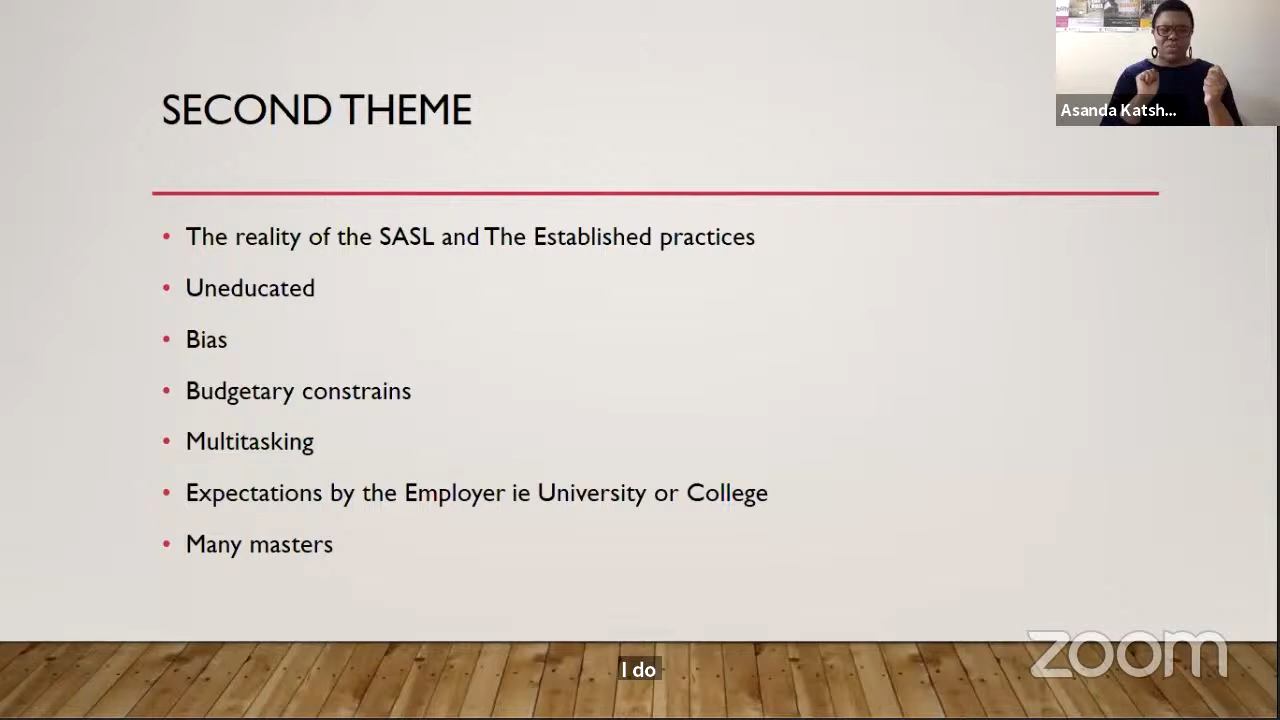 SECOND THEME
Asanda Katsh...
• The reality of the SASL and The Established practices
• Uneducated
• Bias
• Budgetary constrains
• Multitasking
• Expectations by the Employer ie University or College
• Many masters
zoom
I do